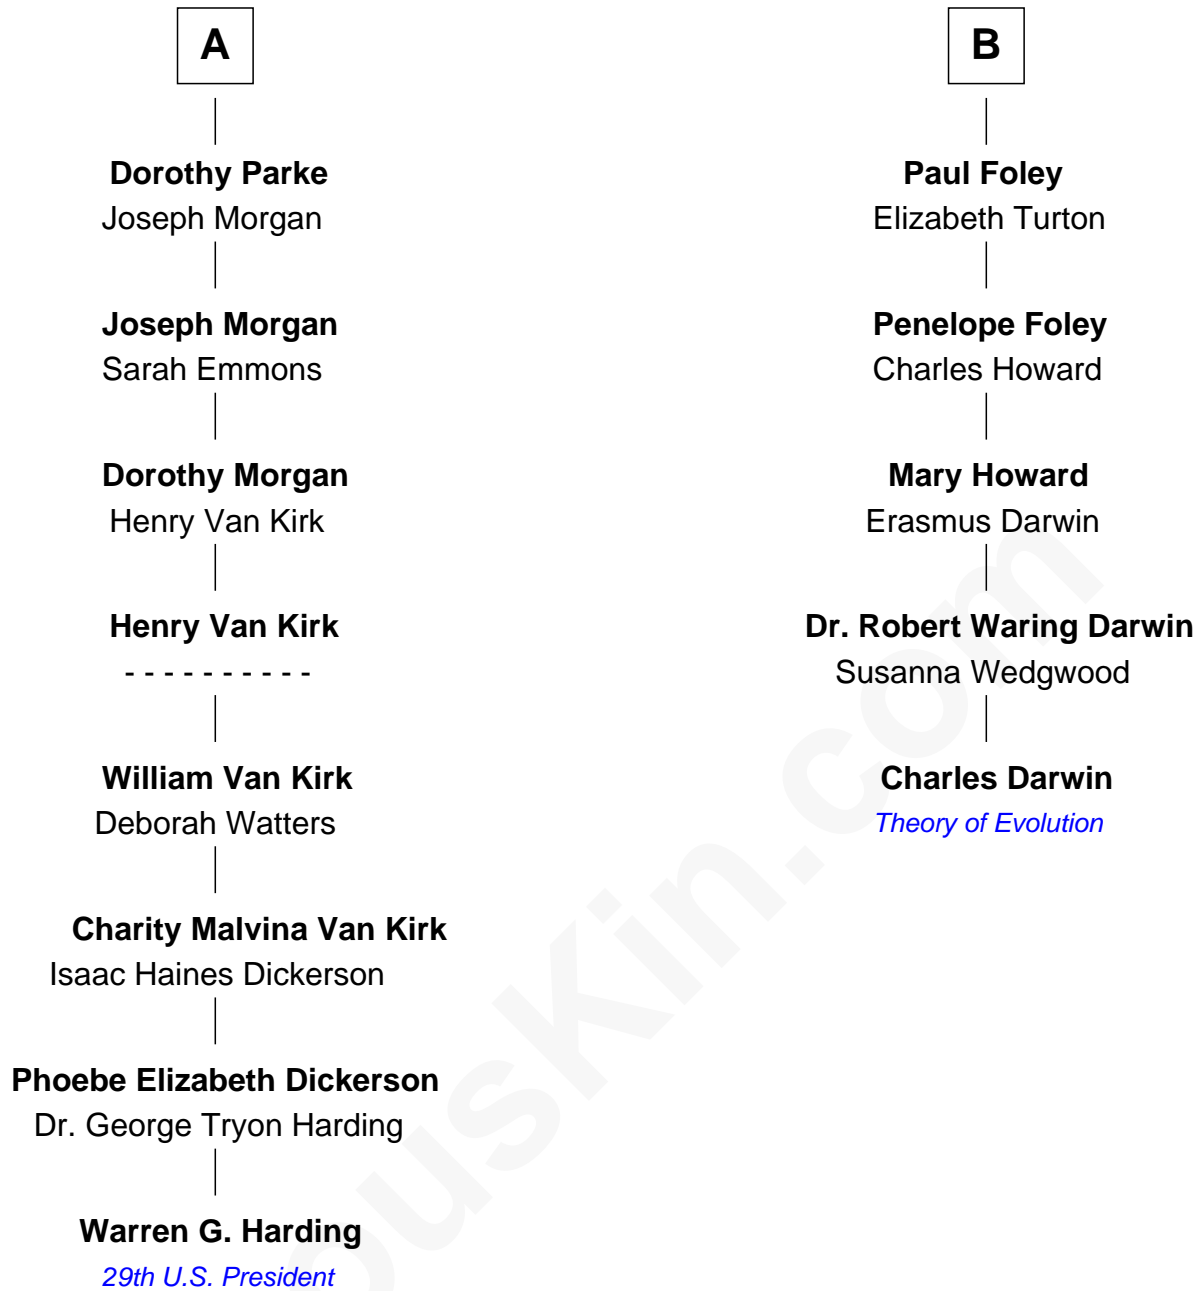 A
Dorothy Parke
Joseph Morgan
Joseph Morgan
Sarah Emmons
Dorothy Morgan
Henry Van Kirk
Henry Van Kirk
- - - - - - - - - -
William Van Kirk
Deborah Watters
Charity Malvina Van Kirk
Isaac Haines Dickerson
Phoebe Elizabeth Dickerson
Dr. George Tryon Harding
Warren G. Harding
29th U.S. President
B
Paul Foley
Elizabeth Turton
Penelope Foley
Charles Howard
Mary Howard
Erasmus Darwin
Dr. Robert Waring Darwin
Susanna Wedgwood
Charles Darwin
Theory of Evolution
ousKin.com